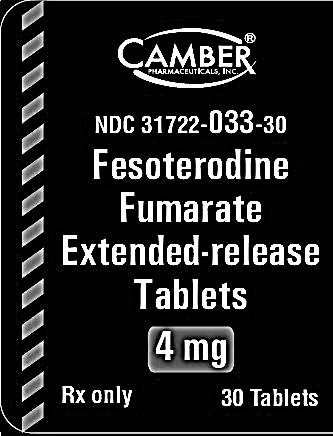 CAMBER®
PHARMACEUTICALS, INC.
NDC 31722-033-30
Fesoterodine
Fumarate
Extended-release
Tablets
4 mg
Rx only 30 Tablets